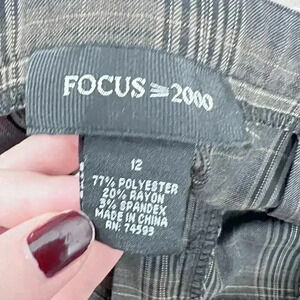 FOCUS 2000
12
77% POLYESTER
20% RAYON
3% SPANDEX
MADE IN CHINA
RN: 74593